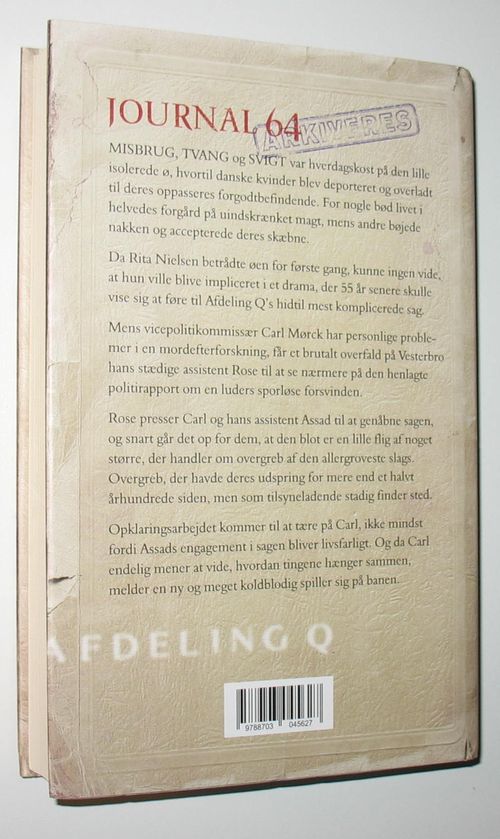 JOURNAL 64
ARKIVERES
MISBRUG, TVANG og SVIGT var hverdagskost på den lille
isolerede ø, hvortil danske kvinder blev deporteret og overladt
til deres oppasseres forgodtbefindende. For nogle bød livet i
helvedes forgård på uindskrænket magt, mens andre bøjede
nakken og accepterede deres skæbne.
Da Rita Nielsen betrådte øen for første gang, kunne ingen vide,
at hun ville blive impliceret i et drama, der 55 år senere skulle
vise sig at føre til Afdeling Q's hidtil mest komplicerede sag.
Mens vicepolitikommissær Carl Mørck har personlige proble-
mer i en mordefterforskning, får et brutalt overfald på Vesterbro
hans stædige assistent Rose til at se nærmere på den henlagte
politirapport om en luders sporløse forsvinden.
Rose presser Carl og hans assistent Assad til at genåbne sagen,
og snart går det op for dem, at den blot er en lille flig af noget
større, der handler om overgreb af den allergroveste slags.
Overgreb, der havde deres udspring for mere end et halvt
århundrede siden, men som tilsyneladende stadig finder sted.
Opklaringsarbejdet kommer til at tære på Carl, ikke mindst
fordi Assads engagement i sagen bliver livsfarligt. Og da Carl
endelig mener at vide, hvordan tingene hænger sammen,
melder en ny og meget koldblodig spiller sig på banen.
AFDELING Q
9788703 045627